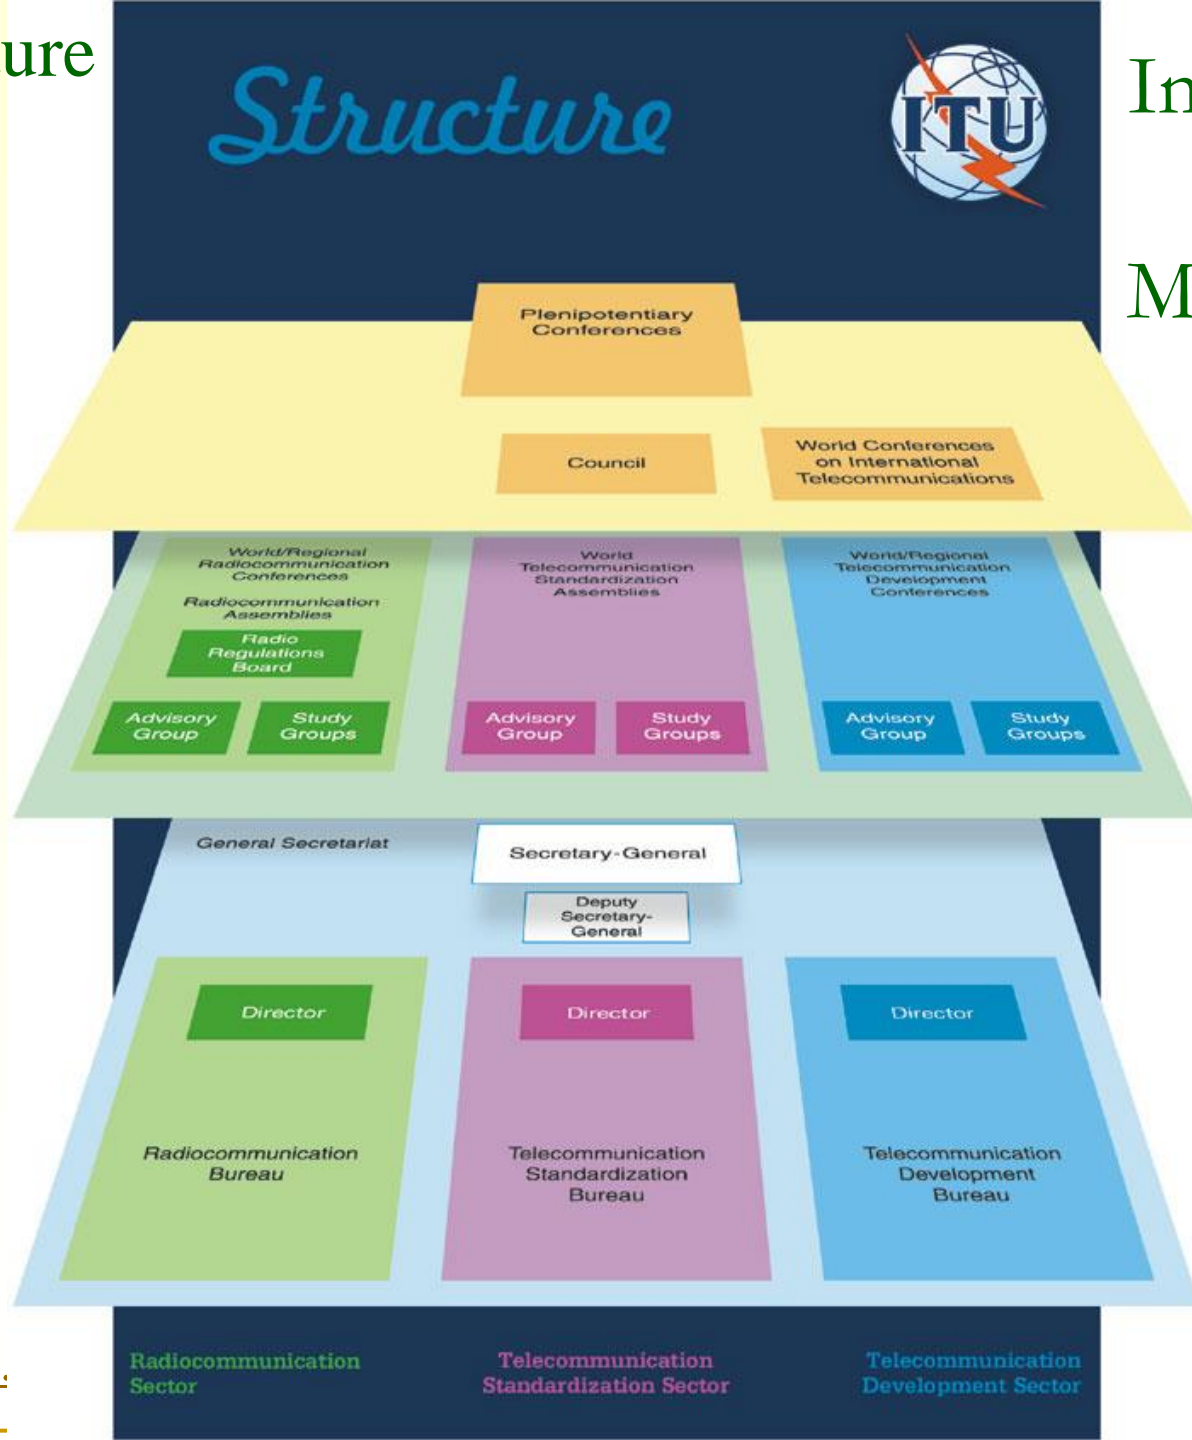 ure
Structure
ITU
In
M
Plenipotentiary
Conferences
Council
World Conferences
on International
Telecommunications
World/Regional
Radiocommunication
Conferences
Radiocommunication
Assemblies
Radio
Regulations
Board
Advisory
Group
Study
Groups
World
Telecommunication
Standardization
Assemblies
Advisory
Group
Study
Groups
World/Regional
Telecommunication
Development
Conferences
Advisory
Group
Study
Groups
General Secretariat
Secretary-General
Deputy
Secretary-
General
Director
Radiocommunication
Bureau
Director
Telecommunication
Standardization
Bureau
Director
Telecommunication
Development
Bureau
Radiocommunication
Sector
Telecommunication
Standardization Sector
Telecommunication
Development Sector